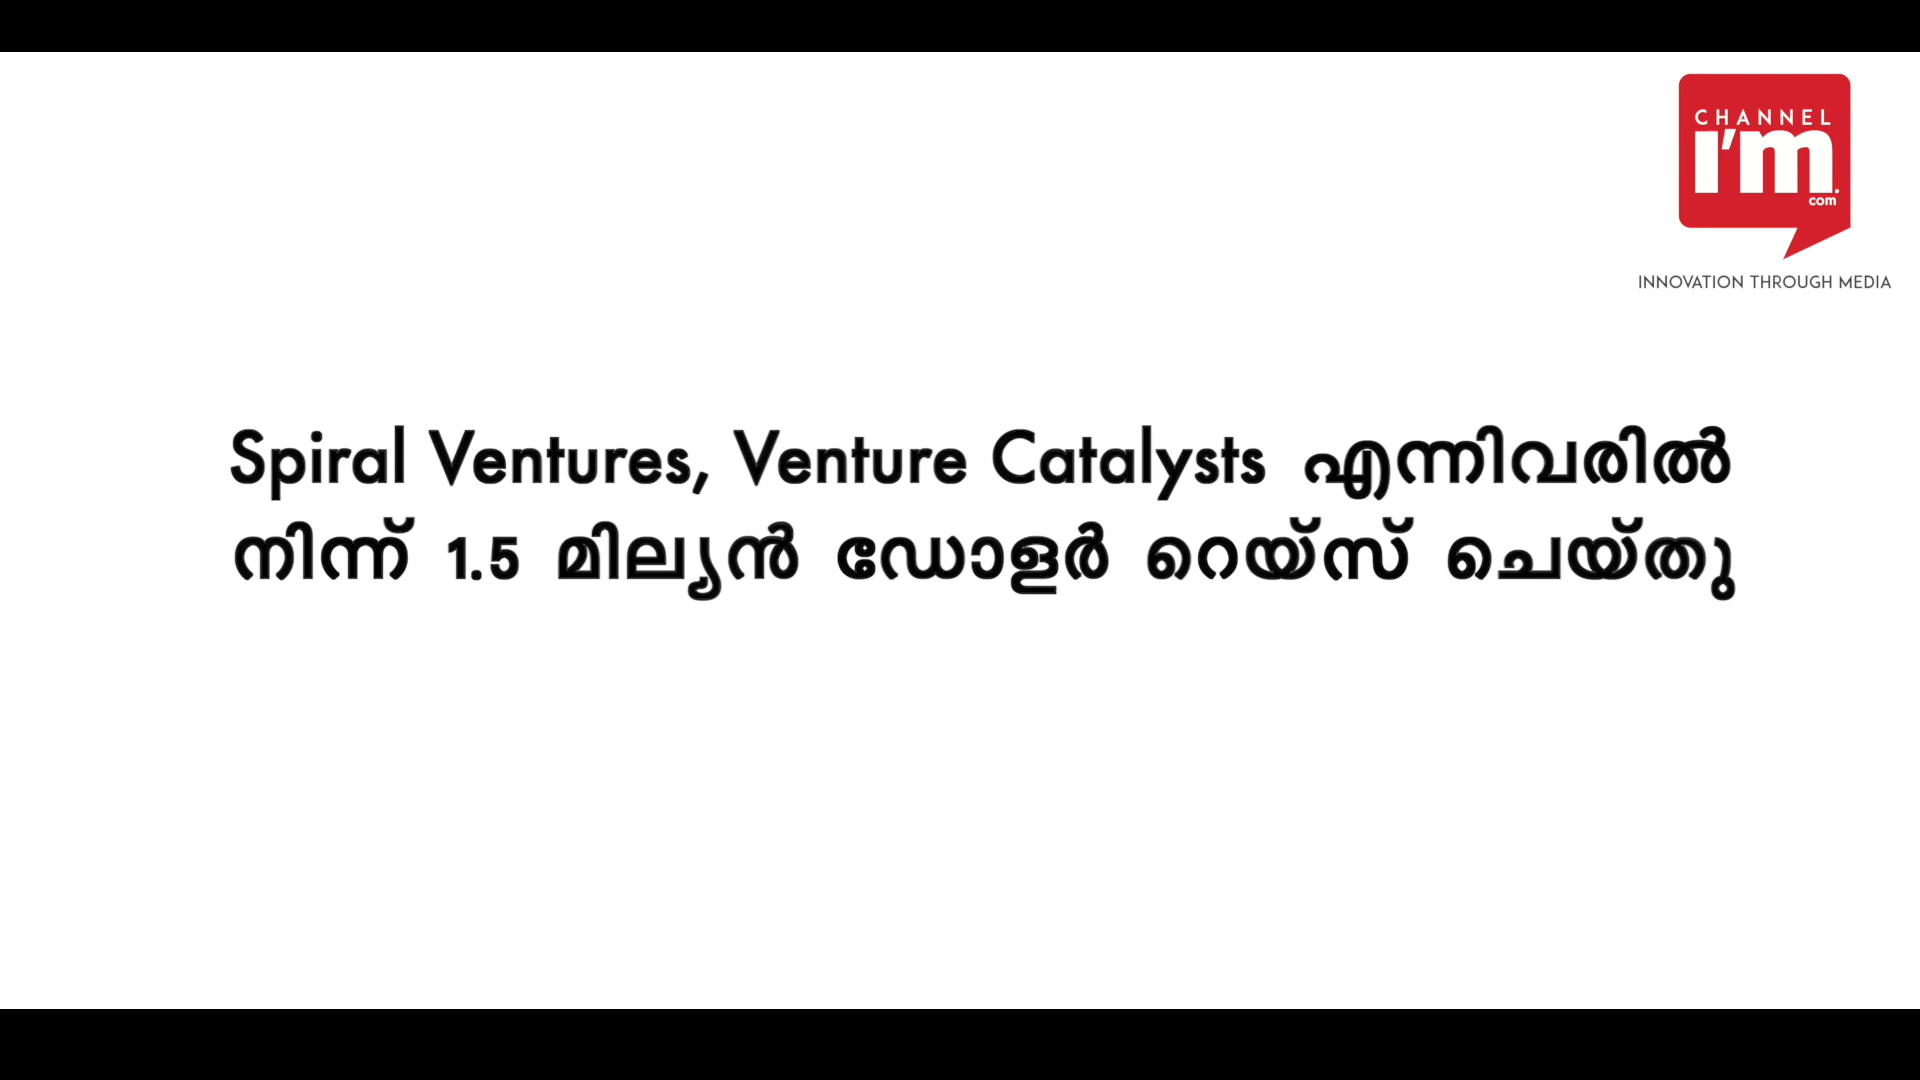 CHANNEL
I'm.
com
INNOVATION THROUGH MEDIA
Spiral Ventures, Venture Catalysts എന്നിവരിൽ
നിന്ന് 1.5 മില്യൻ ഡോളർ റെയ്സ് ചെയ്തു